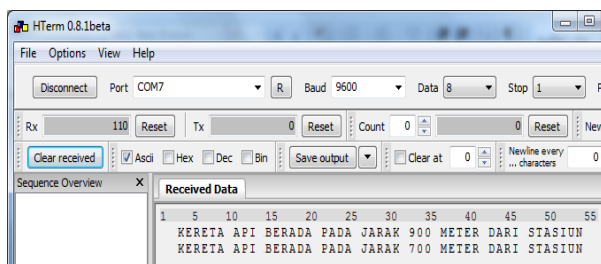 HTerm 0.8.1beta
File Options View Help
Disconnect Port COM7 R Baud 9600 Data 8 Stop 1
Rx 110 Reset Tx 0 Reset Count 0 0 Reset
Clear received Ascii Hex Dec Bin Save output Clear at 0 Newline every ... characters 0
Sequence Overview X Received Data
1 5 10 15 20 25 30 35 40 45 50 55
KERETA API BERADA PADA JARAK 900 METER DARI STASIUN
KERETA API BERADA PADA JARAK 700 METER DARI STASIUN